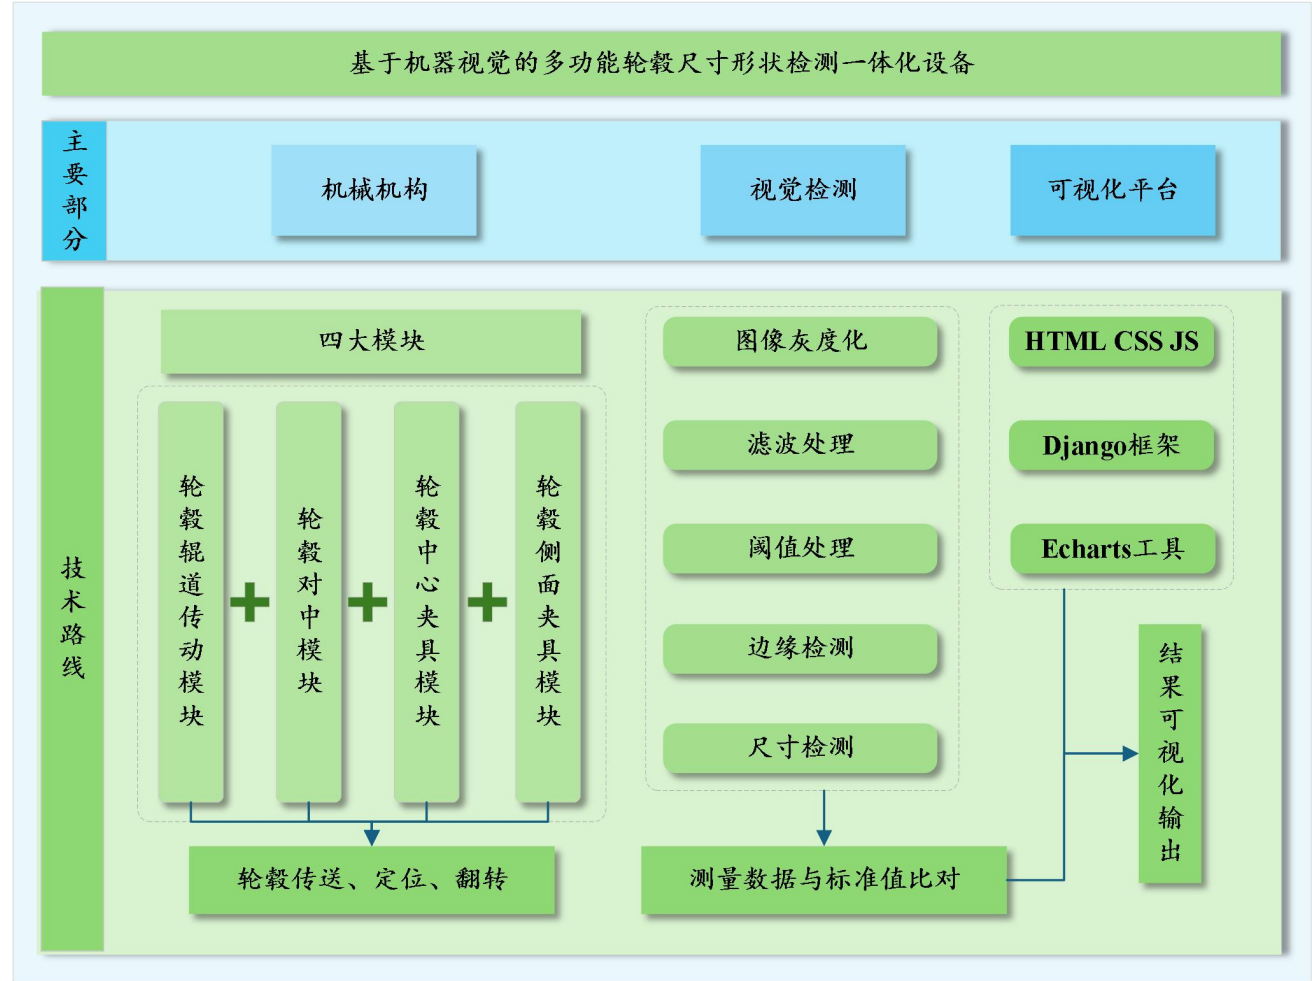 基于机器视觉的多功能轮毂尺寸形状检测一体化设备
主要部分
机械机构
视觉检测
可视化平台
技术路线
四大模块
轮毂辊道传动模块
轮毂对中模块
轮毂中心夹具模块
轮毂侧面夹具模块
轮毂传送、定位、翻转
图像灰度化
滤波处理
阈值处理
边缘检测
尺寸检测
测量数据与标准值比对
HTML CSS JS
Django框架
Echarts工具
结果可视化输出